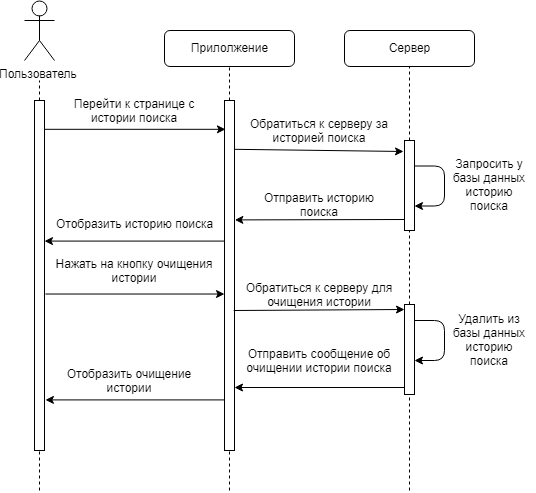 Прилолжение
Сервер
Пользователь
Перейти к странице с
истории поиска
Обратиться к серверу за
историей поиска
Запросить у
базы данных
историю
поиска
Отправить историю
поиска
Отобразить историю поиска
Нажать на кнопку очищения
истории
Обратиться к серверу для
очищения истории
Удалить из
базы данных
историю
поиска
Отправить сообщение об
очищении истории поиска
Отобразить очищение
истории